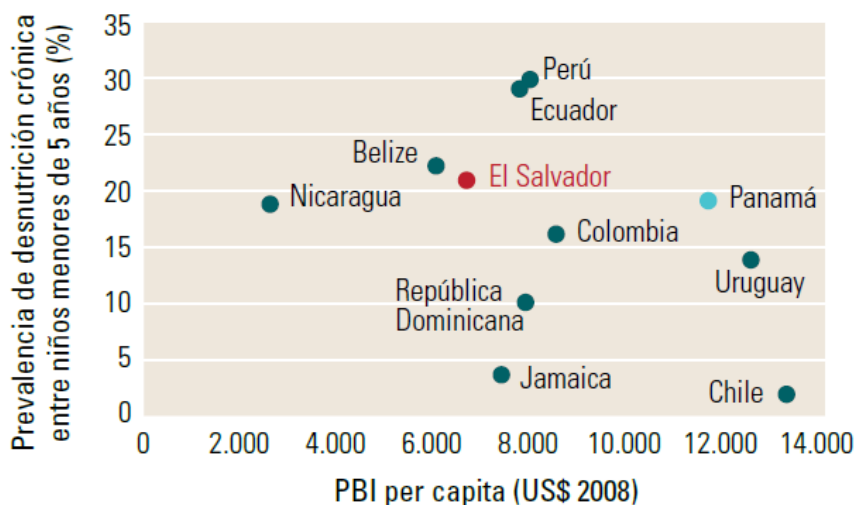 Prevalencia de desnutrición crónica
entre niños menores de 5 años (%)
35
30
25
20
15
10
5
0
Perú
Ecuador
Belize
El Salvador
Nicaragua
Panamá
Colombia
Uruguay
República
Dominicana
Jamaica
Chile
0 2.000 4.000 6.000 8.000 10.000 12.000 14.000
PBI per capita (US$ 2008)